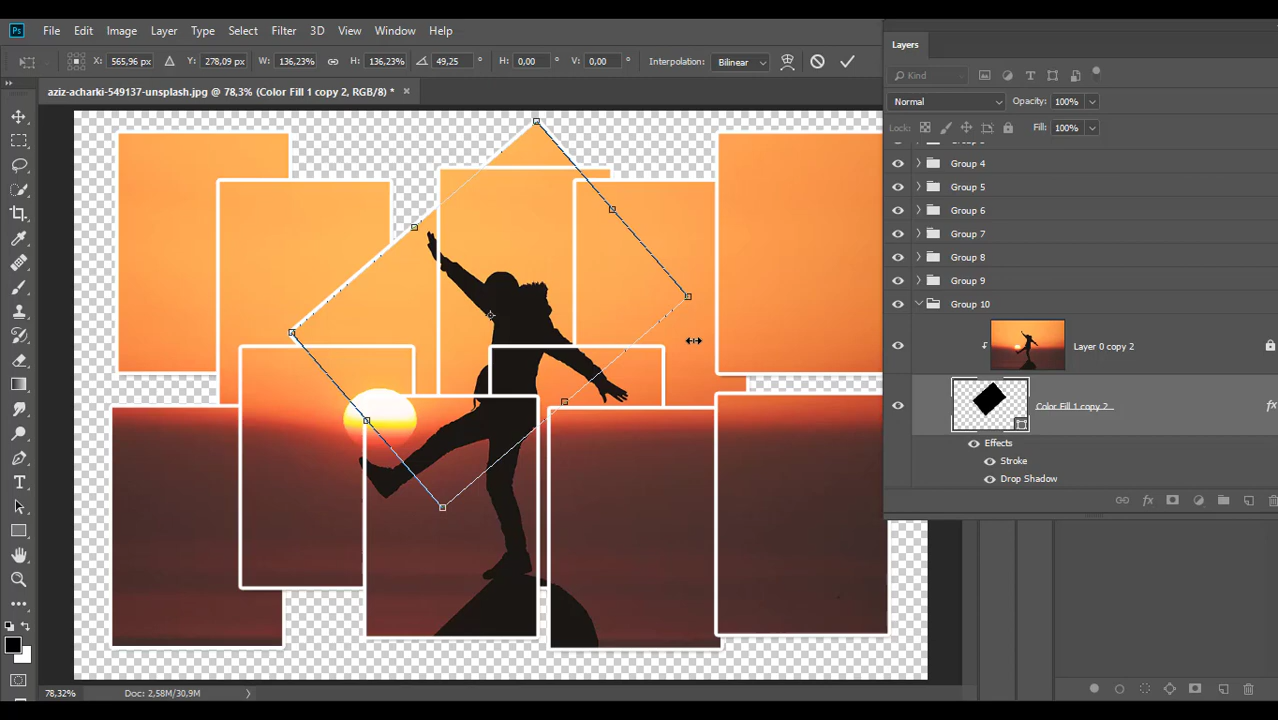 Ps File Edit Image Layer Type Select Filter 3D View Window Help
X: 565,96 px Y: 278,09 px W: 136,23% H: 136,23% 49,25 ° H: 0,00 ° V: 0,00 ° Interpolation: Bilinear
aziz-acharki-549137-unsplash.jpg @ 78,3% (Color Fill 1 copy 2, RGB/8) * ×
Layers
Kind
Normal Opacity: 100%
Lock: Fill: 100%
Group 4
Group 5
Group 6
Group 7
Group 8
Group 9
Group 10
Layer 0 copy 2
Color Fill 1 copy 2 fx
Effects
Stroke
Drop Shadow
fx
78,32% Doc: 2,58M/30,9M